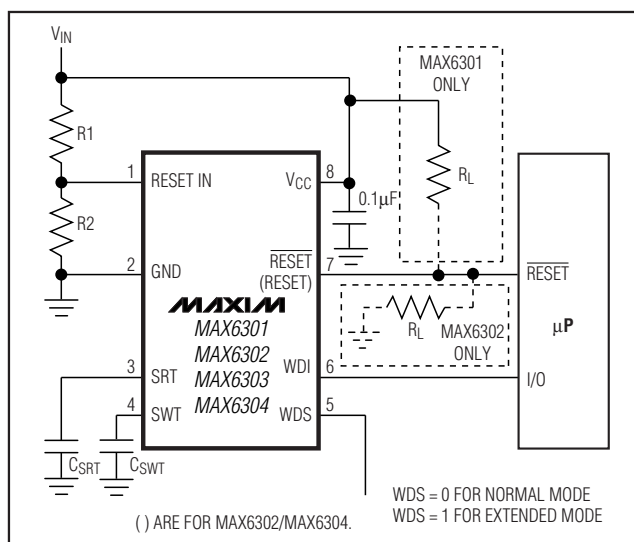 VIN
MAX6301
ONLY
R1
RL
1 RESET IN
VCC 8
0.1μF
R2
2 GND
RESET 7
(RESET)
RESET
MAXIM
MAX6301
MAX6302
MAX6303
MAX6304
μP
RL
MAX6302
ONLY
3 SRT
WDI 6
I/O
4 SWT
WDS 5
CSRT
CSWT
WDS = 0 FOR NORMAL MODE
WDS = 1 FOR EXTENDED MODE
( ) ARE FOR MAX6302/MAX6304.